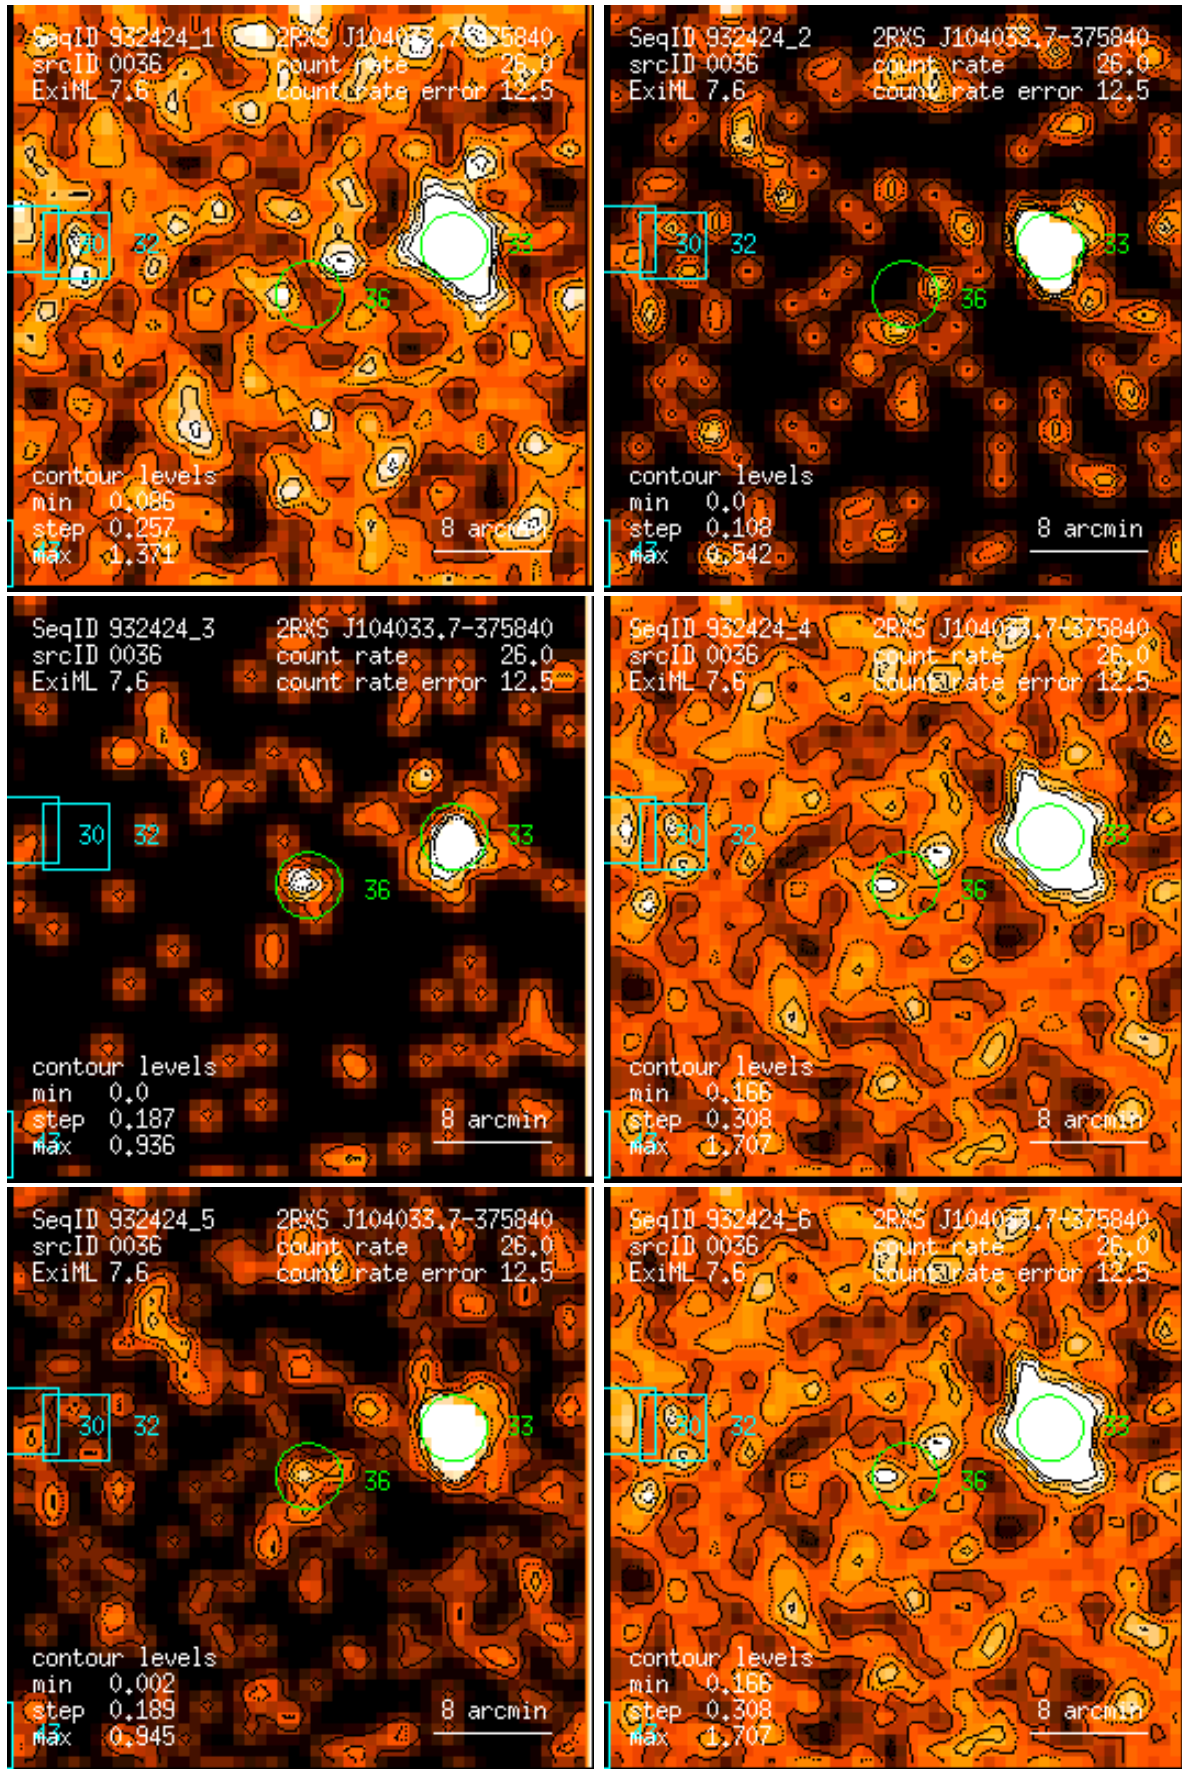 SeqID 932424_1 2RXS J104033.7-375840
srcID 0036 count rate 26.0
ExiML 7.6 count rate error 12.5
30 32 33
36
contour levels
min 0.086
step 0.257
max 1.371
8 arcmin
43
SeqID 932424_2 2RXS J104033.7-375840
srcID 0036 count rate 26.0
ExiML 7.6 count rate error 12.5
30 32 33
36
contour levels
min 0.0
step 0.108
max 0.542
8 arcmin
43
SeqID 932424_3 2RXS J104033.7-375840
srcID 0036 count rate 26.0
ExiML 7.6 count rate error 12.5
30 32 33
36
contour levels
min 0.0
step 0.187
max 0.936
8 arcmin
43
SeqID 932424_4 2RXS J104033.7-375840
srcID 0036 count rate 26.0
ExiML 7.6 count rate error 12.5
30 32 33
36
contour levels
min 0.166
step 0.308
max 1.707
8 arcmin
43
SeqID 932424_5 2RXS J104033.7-375840
srcID 0036 count rate 26.0
ExiML 7.6 count rate error 12.5
30 32 33
36
contour levels
min 0.002
step 0.189
max 0.945
8 arcmin
43
SeqID 932424_6 2RXS J104033.7-375840
srcID 0036 count rate 26.0
ExiML 7.6 count rate error 12.5
30 32 33
36
contour levels
min 0.166
step 0.308
max 1.707
8 arcmin
43